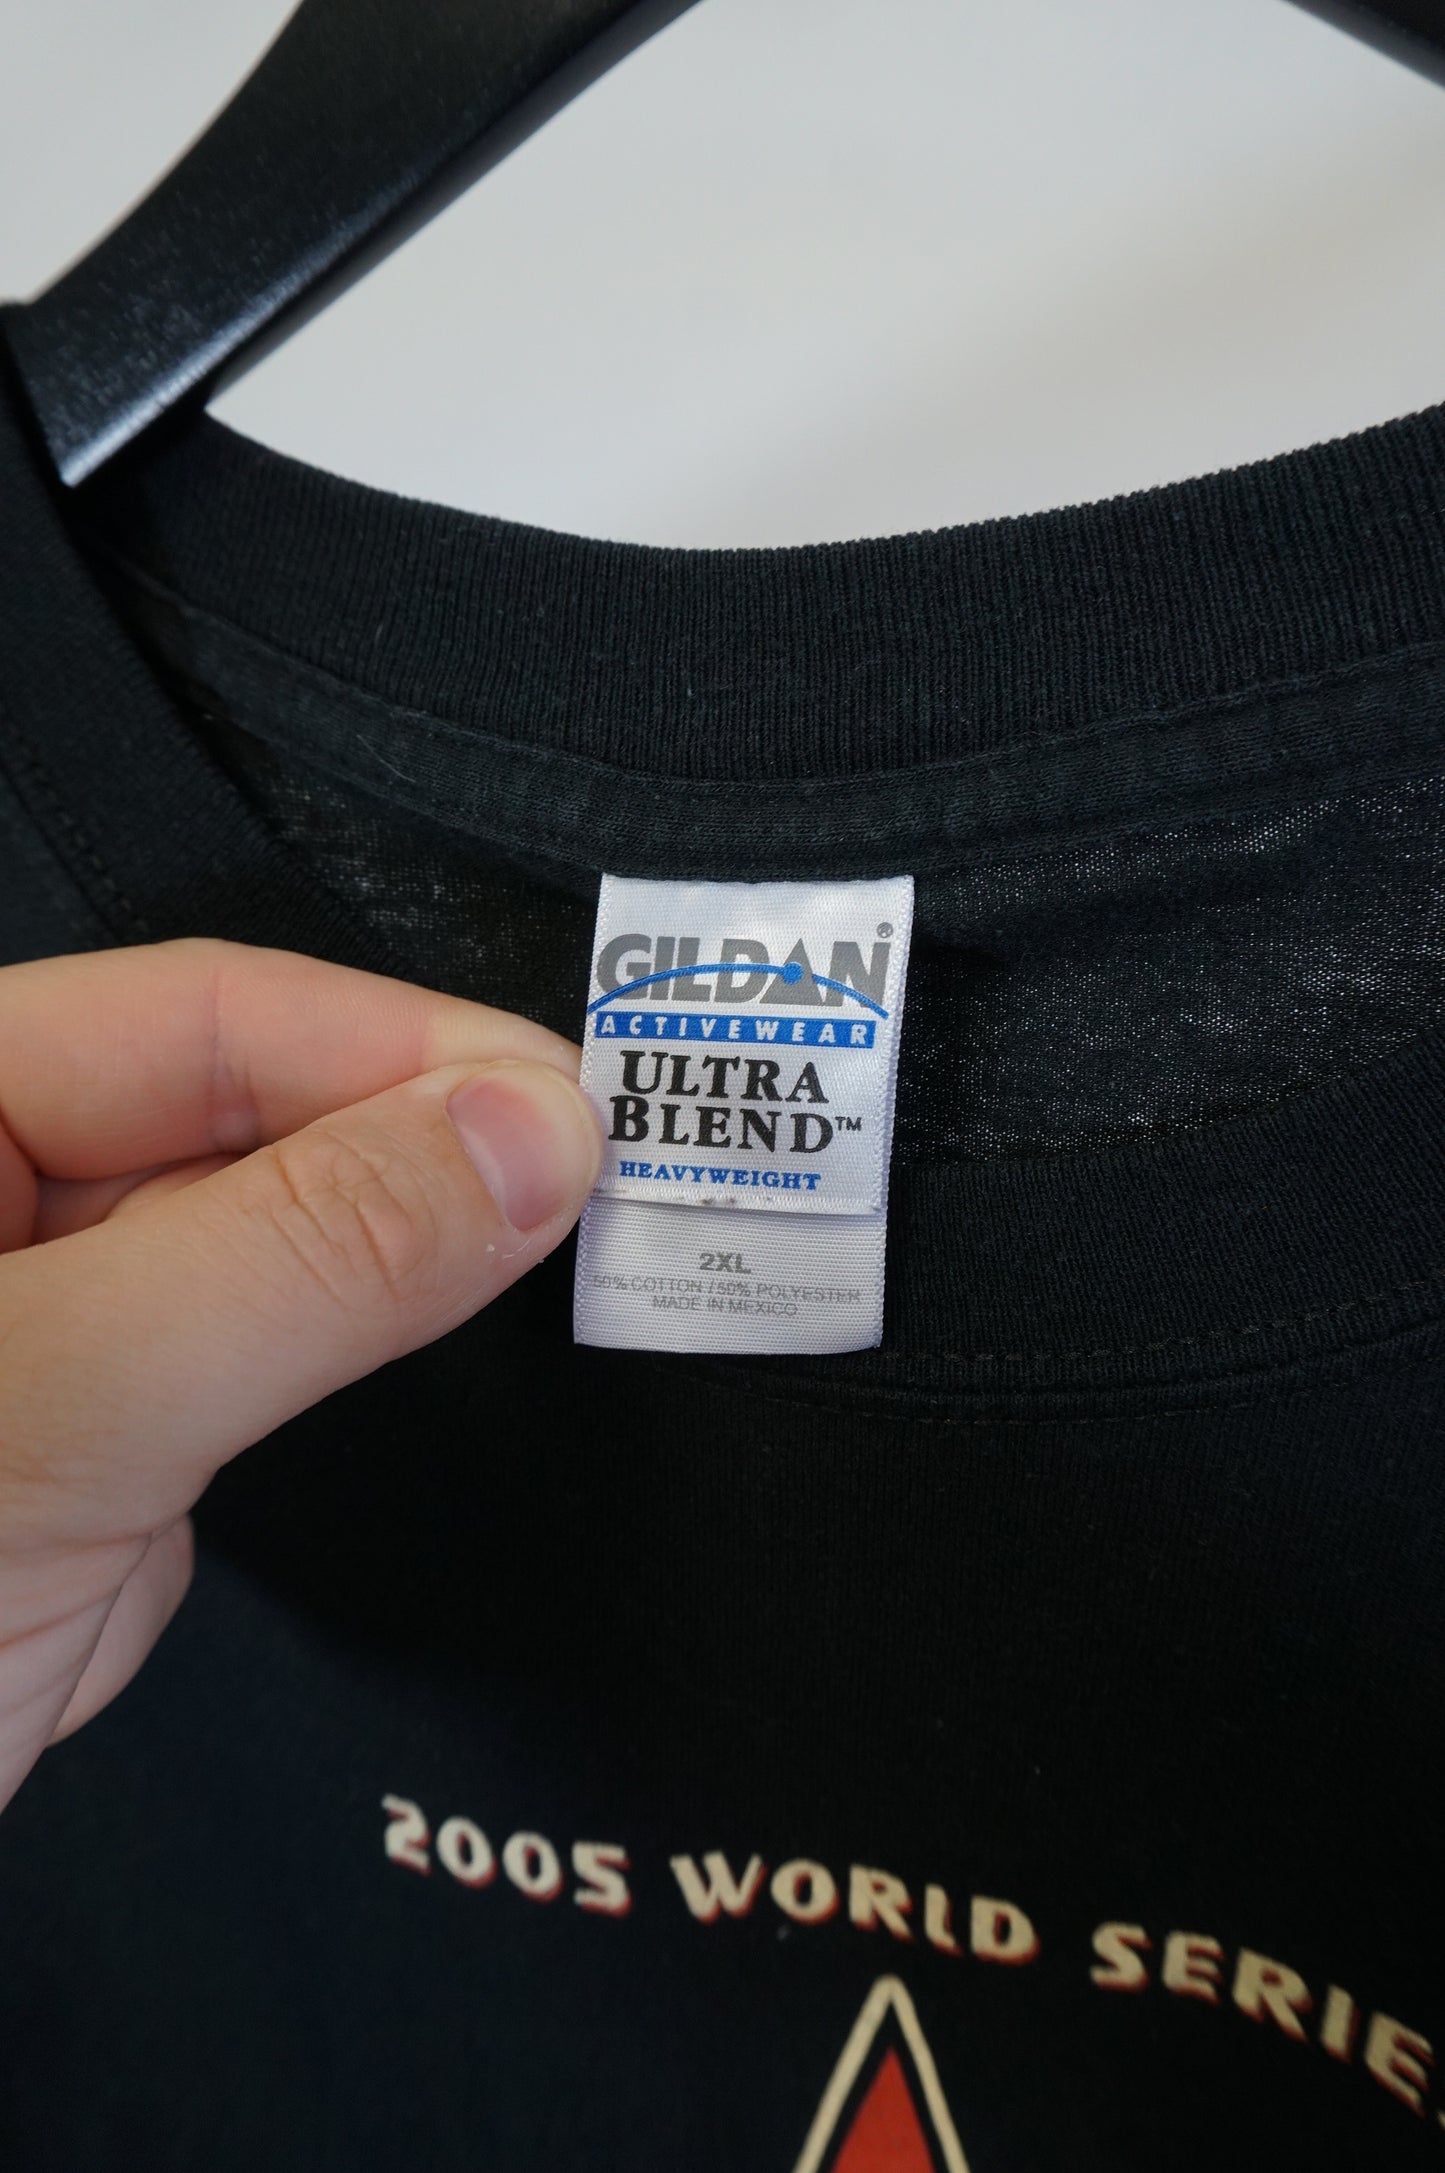 GILDAN®
ACTIVEWEAR
ULTRA
BLEND™
HEAVYWEIGHT
2XL
50% COTTON / 50% POLYESTER
MADE IN MEXICO
2005 WORLD SERIES